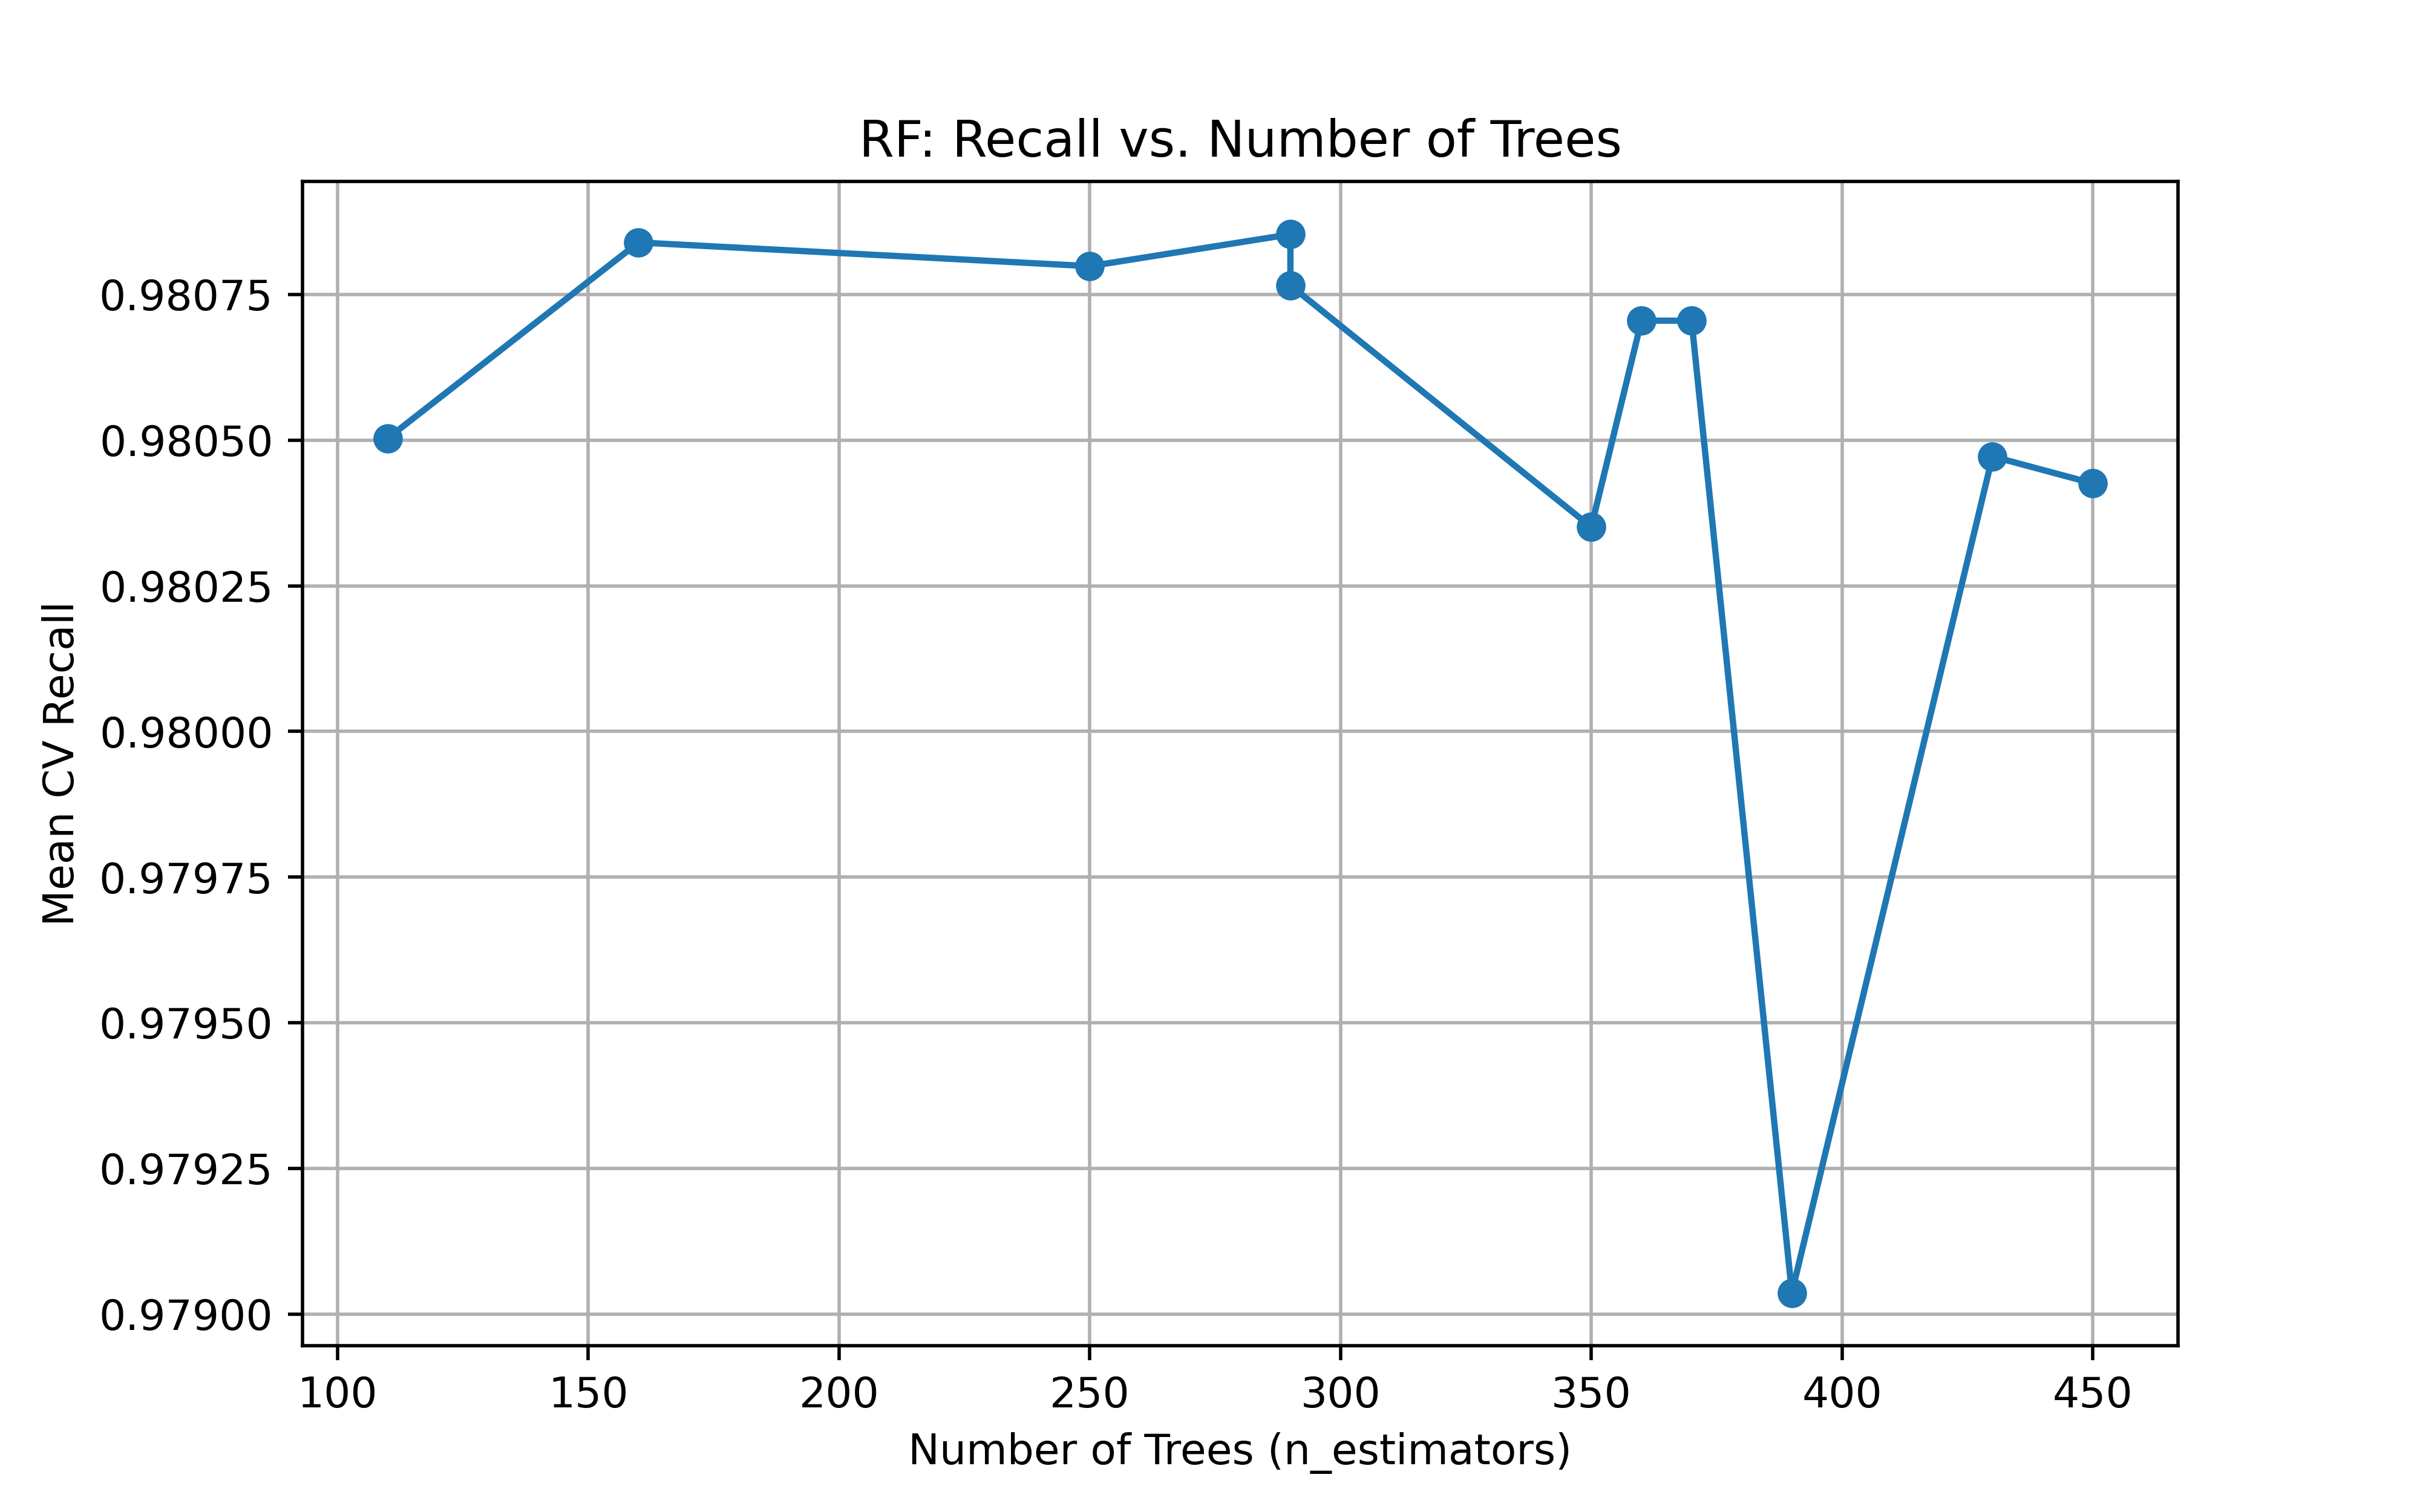 RF: Recall vs. Number of Trees
Mean CV Recall
0.98075
0.98050
0.98025
0.98000
0.97975
0.97950
0.97925
0.97900
100 150 200 250 300 350 400 450
Number of Trees (n_estimators)